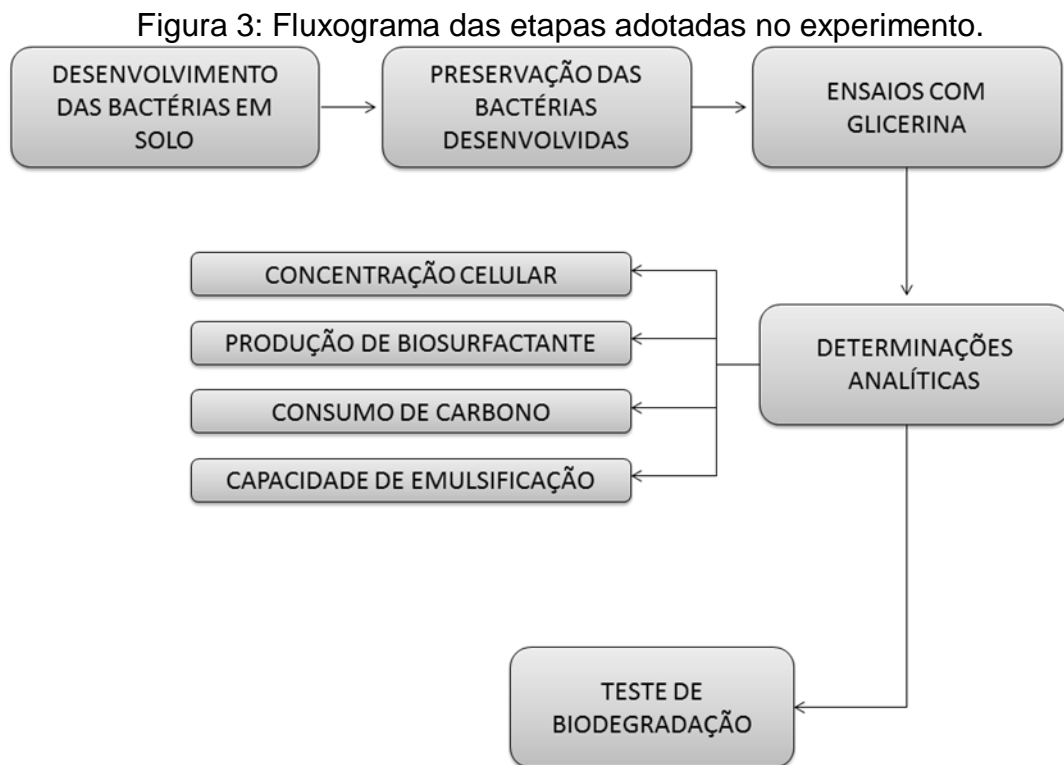 Figura 3: Fluxograma das etapas adotadas no experimento.
DESENVOLVIMENTO
DAS BACTÉRIAS EM
SOLO
PRESERVAÇÃO DAS
BACTÉRIAS
DESENVOLVIDAS
ENSAIOS COM
GLICERINA
CONCENTRAÇÃO CELULAR
PRODUÇÃO DE BIOSURFACTANTE
CONSUMO DE CARBONO
CAPACIDADE DE EMULSIFICAÇÃO
DETERMINAÇÕES
ANALÍTICAS
TESTE DE
BIODEGRADAÇÃO